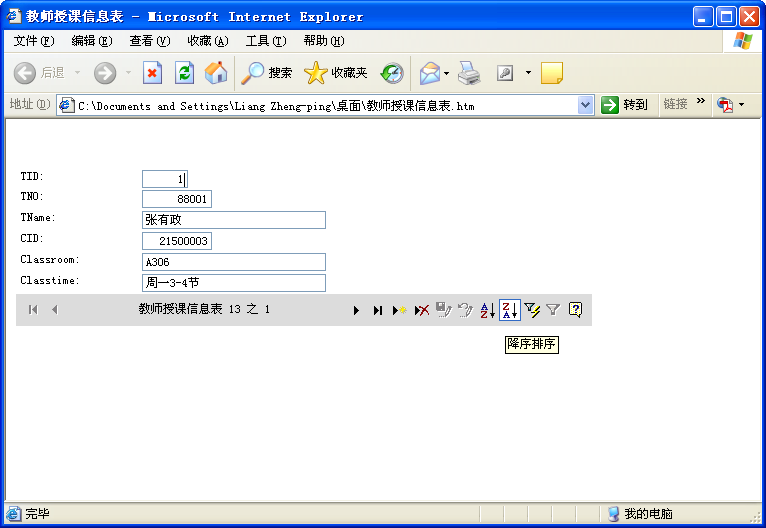 教师授课信息表 - Microsoft Internet Explorer
文件(F) 编辑(E) 查看(V) 收藏(A) 工具(T) 帮助(H)
后退 搜索 收藏夹
地址(D) C:\Documents and Settings\Liang Zheng-ping\桌面\教师授课信息表.htm 转到 链接 »
TID: 1
TNO: 88001
TName: 张有政
CID: 21500003
Classroom: A306
Classtime: 周一3-4节
教师授课信息表 13 之 1
降序排序
完毕 我的电脑